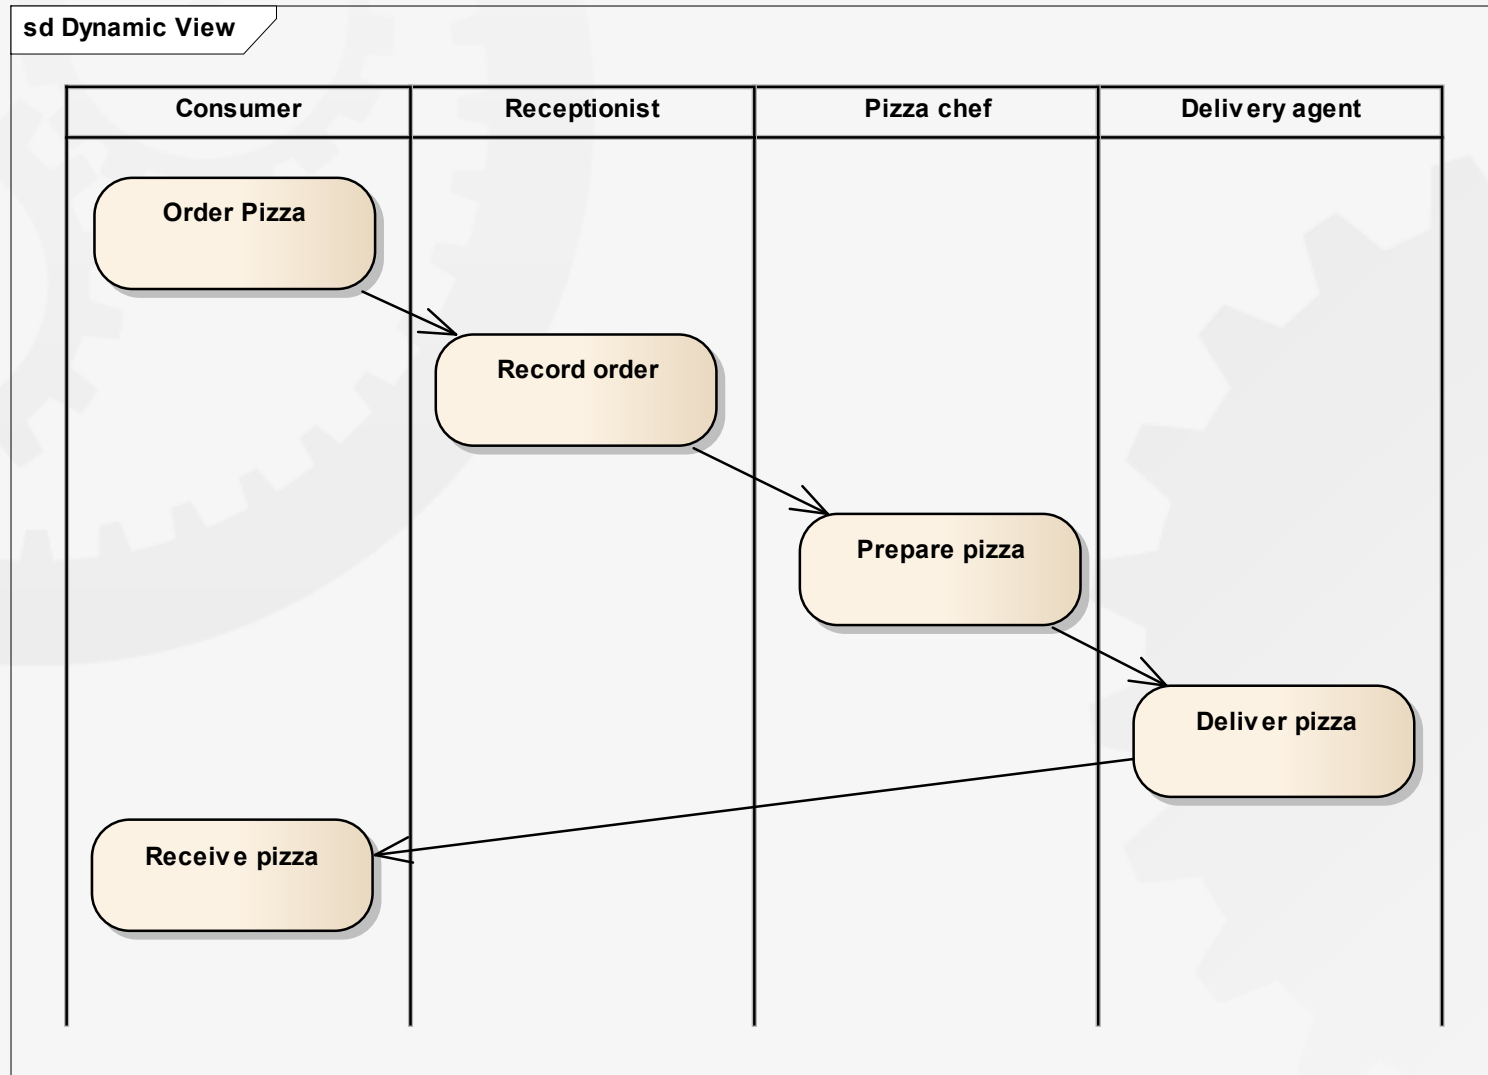 sd Dynamic View
Consumer
Receptionist
Pizza chef
Delivery agent
Order Pizza
Record order
Prepare pizza
Deliver pizza
Receive pizza